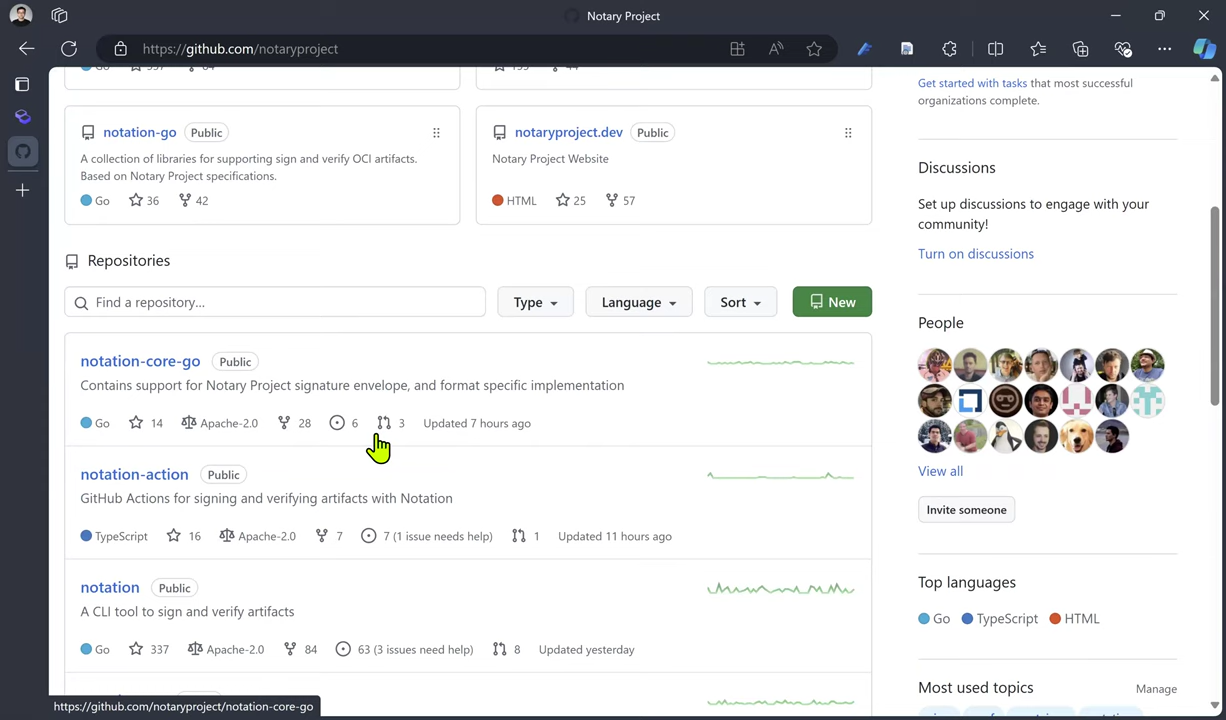 Notary Project
https://github.com/notaryproject
Get started with tasks that most successful
organizations complete.
notation-go Public
A collection of libraries for supporting sign and verify OCI artifacts.
Based on Notary Project specifications.
Go 36 42
notaryproject.dev Public
Notary Project Website
HTML 25 57
Discussions
Set up discussions to engage with your
community!
Turn on discussions
Repositories
Find a repository...
Type
Language
Sort
New
People
View all
Invite someone
notation-core-go Public
Contains support for Notary Project signature envelope, and format specific implementation
Go 14 Apache-2.0 28 6 3 Updated 7 hours ago
notation-action Public
GitHub Actions for signing and verifying artifacts with Notation
TypeScript 16 Apache-2.0 7 7 (1 issue needs help) 1 Updated 11 hours ago
notation Public
A CLI tool to sign and verify artifacts
Go 337 Apache-2.0 84 63 (3 issues need help) 8 Updated yesterday
Top languages
Go TypeScript HTML
Most used topics
Manage
https://github.com/notaryproject/notation-core-go